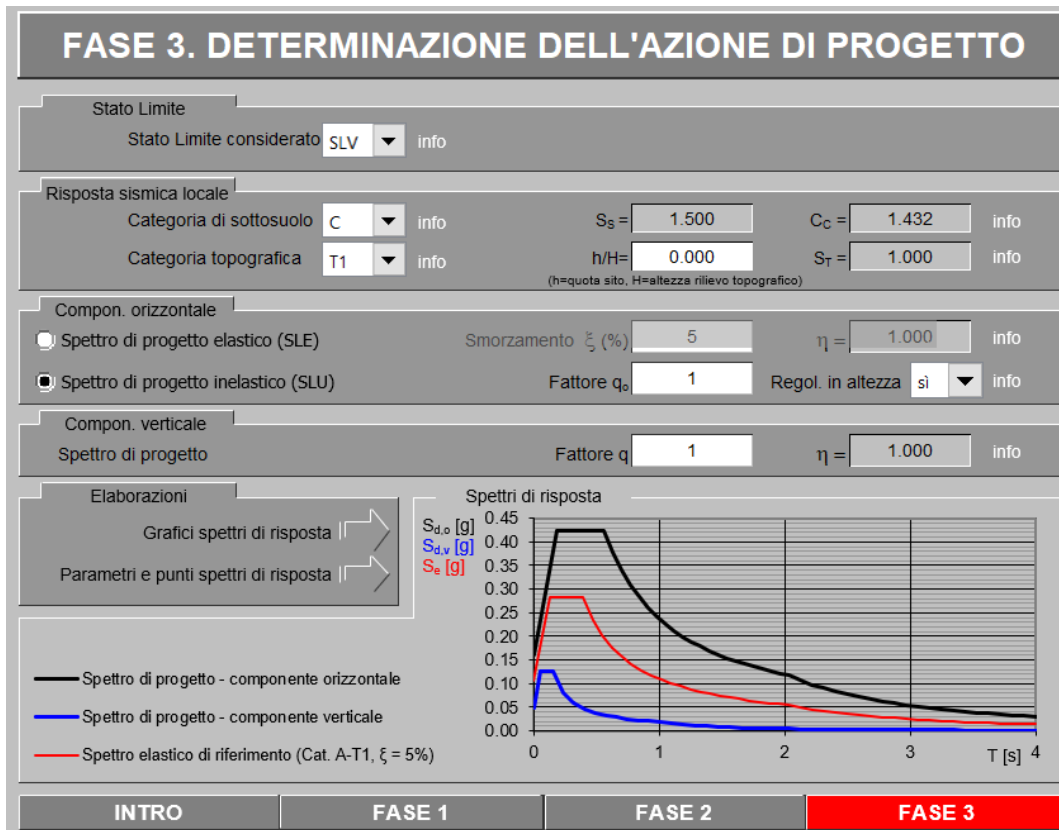 FASE 3. DETERMINAZIONE DELL'AZIONE DI PROGETTO
Stato Limite
Stato Limite considerato SLV info
Risposta sismica locale
Categoria di sottosuolo C info SS = 1.500 CC = 1.432 info
Categoria topografica T1 info h/H= 0.000 ST = 1.000 info
(h=quota sito, H=altezza rilievo topografico)
Compon. orizzontale
Spettro di progetto elastico (SLE) Smorzamento ξ (%) 5 η = 1.000 info
Spettro di progetto inelastico (SLU) Fattore qo 1 Regol. in altezza sì info
Compon. verticale
Spettro di progetto Fattore q 1 η = 1.000 info
Elaborazioni
Grafici spettri di risposta
Parametri e punti spettri di risposta
Spettri di risposta
Sd,o [g]
Sd,v [g]
Se [g]
0.45
0.40
0.35
0.30
0.25
0.20
0.15
0.10
0.05
0.00
0 1 2 3 T [s] 4
Spettro di progetto - componente orizzontale
Spettro di progetto - componente verticale
Spettro elastico di riferimento (Cat. A-T1, ξ = 5%)
INTRO FASE 1 FASE 2 FASE 3